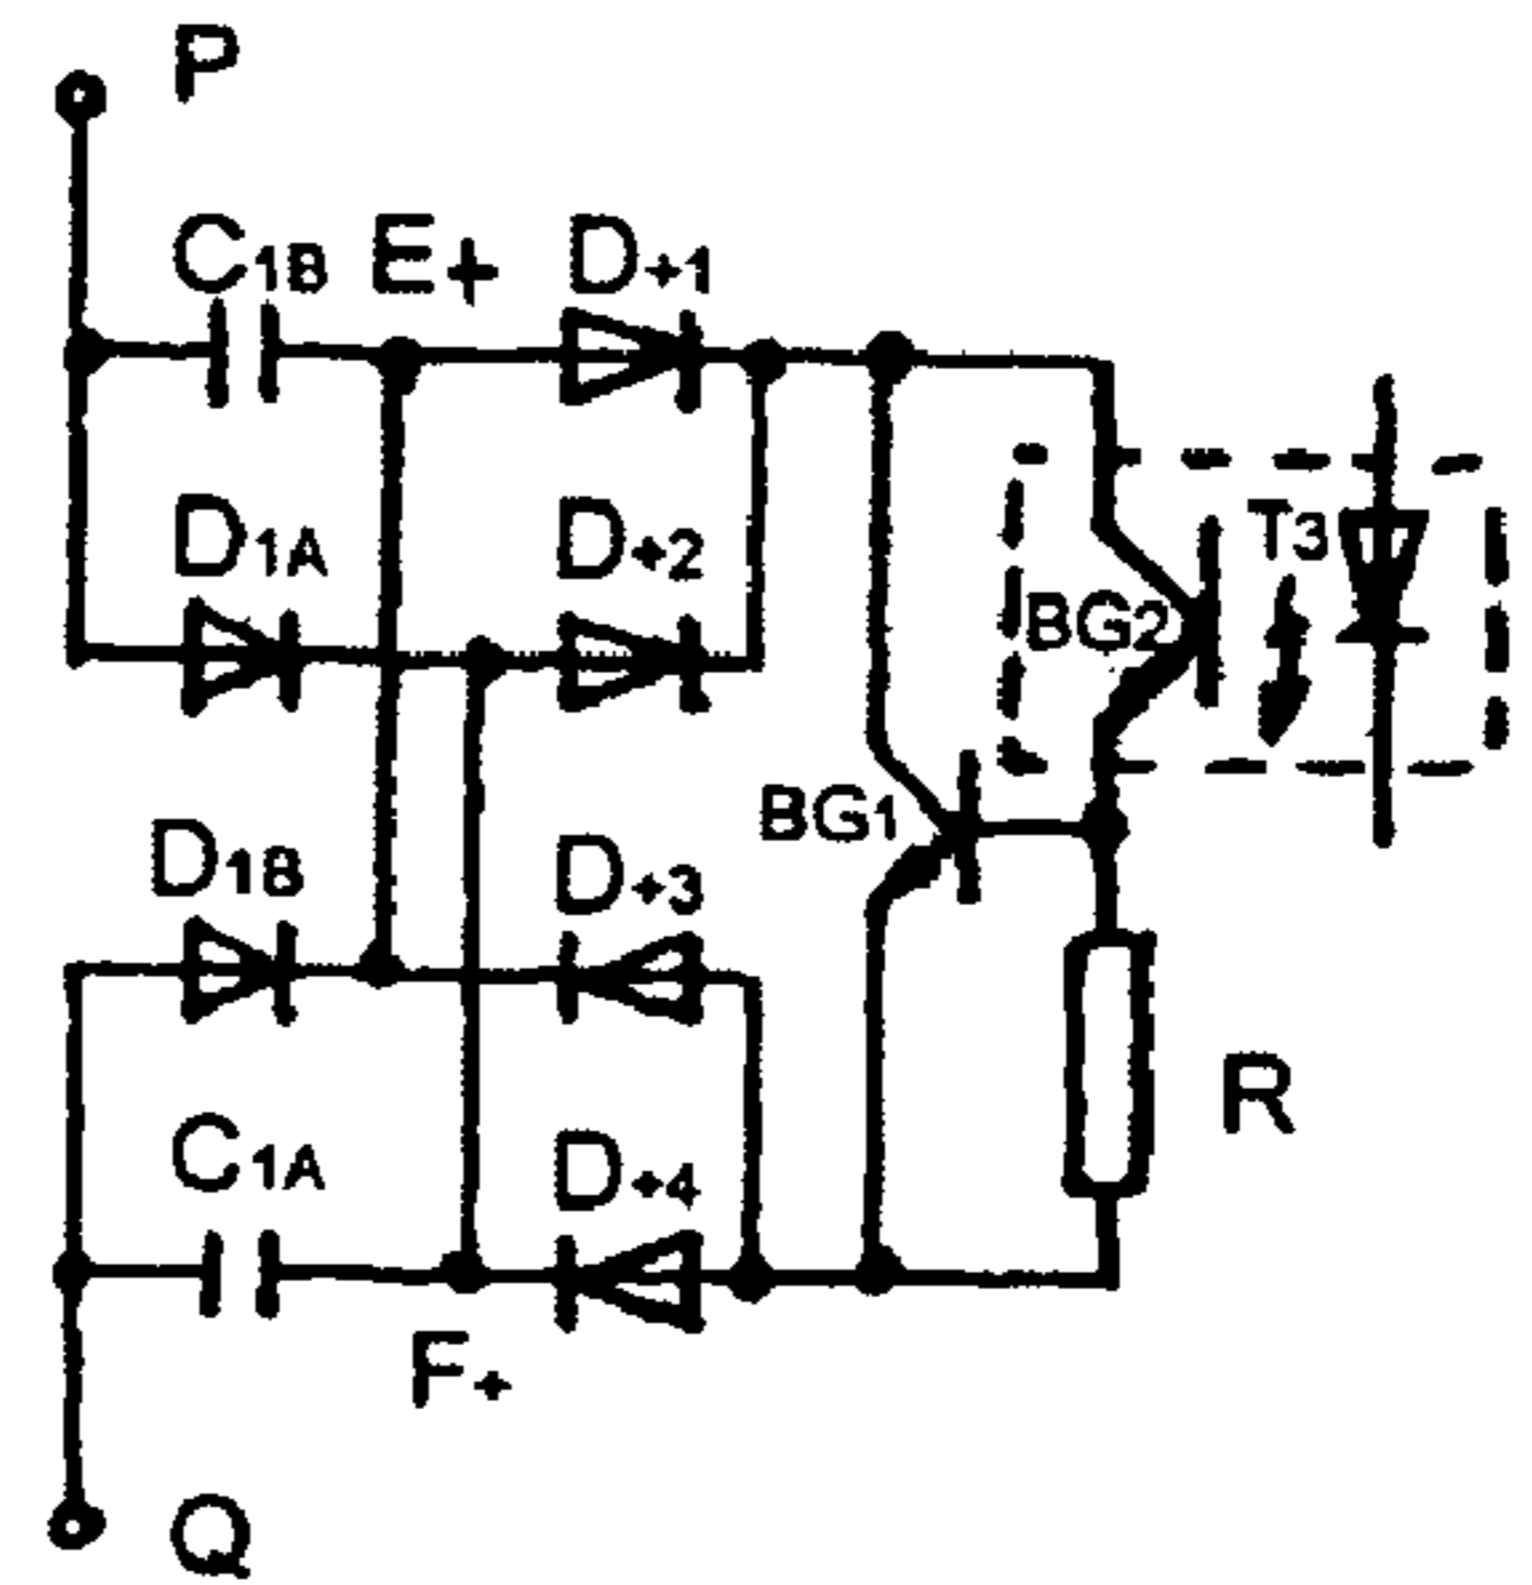 P
C1B E+ D+1
D1A D+2 T3
BG2
BG1
D1B D+3
R
C1A D+4
F+
Q